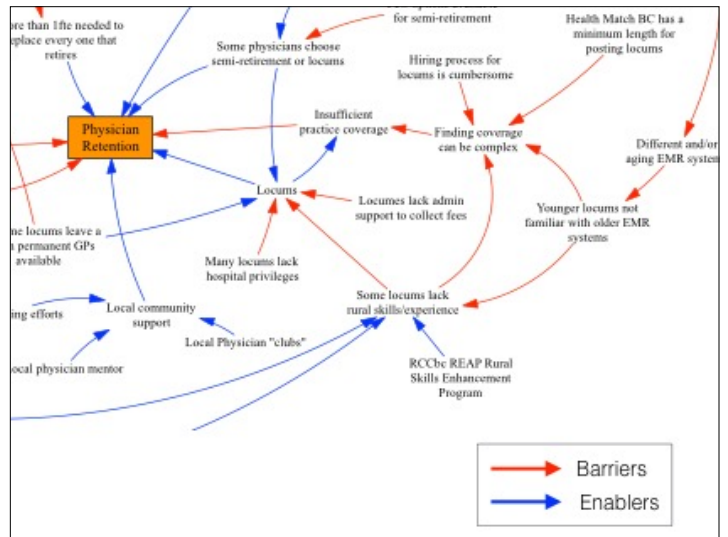 for semi-retirement
Health Match BC has a
minimum length for
posting locums
ore than 1fte needed to
eplace every one that
retires
Some physicians choose
semi-retirement or locums
Hiring process for
locums is cumbersome
Physician
Retention
Insufficient
practice coverage
Finding coverage
can be complex
Different and/or
aging EMR system
Locums
Locumes lack admin
support to collect fees
Younger locums not
familiar with older EMR
systems
ne locums leave a
permanent GPs
available
Many locums lack
hospital privileges
Some locums lack
rural skills/experience
ing efforts
Local community
support
Local Physician "clubs"
ocal physician mentor
RCCbc REAP Rural
Skills Enhancement
Program
Barriers
Enablers